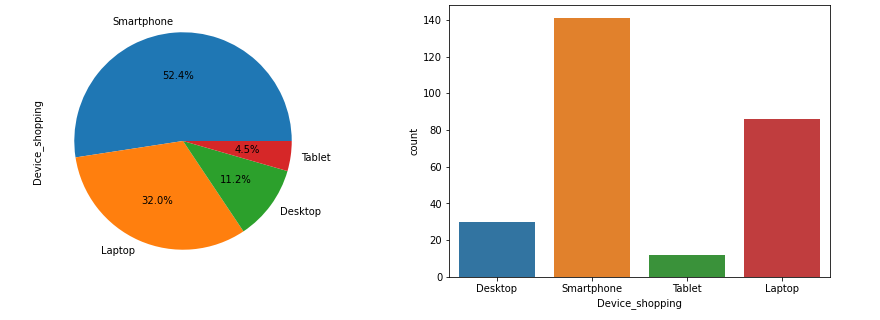 Smartphone
52.4%
Device_shopping
4.5%
Tablet
11.2%
32.0%
Desktop
Laptop
140
120
100
80
60
40
20
0
count
Desktop Smartphone Tablet Laptop
Device_shopping